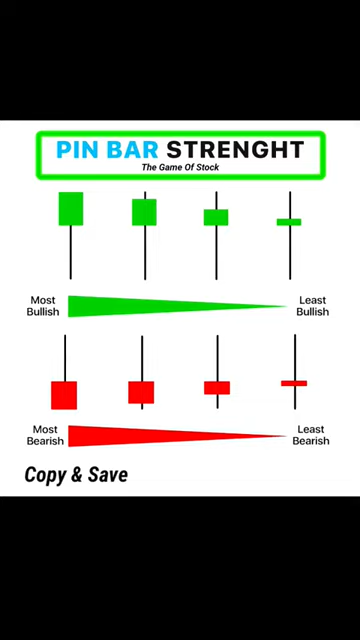 PIN BAR STRENGHT
The Game Of Stock
Most
Bullish
Least
Bullish
Most
Bearish
Least
Bearish
Copy & Save